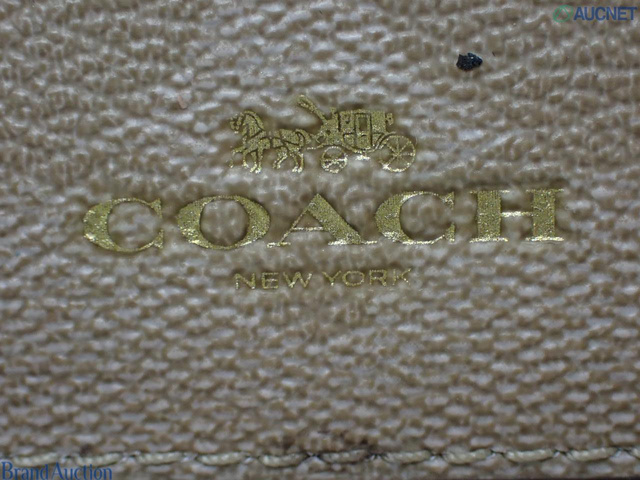 AUCNET
COACH
NEW YORK
Brand Auction